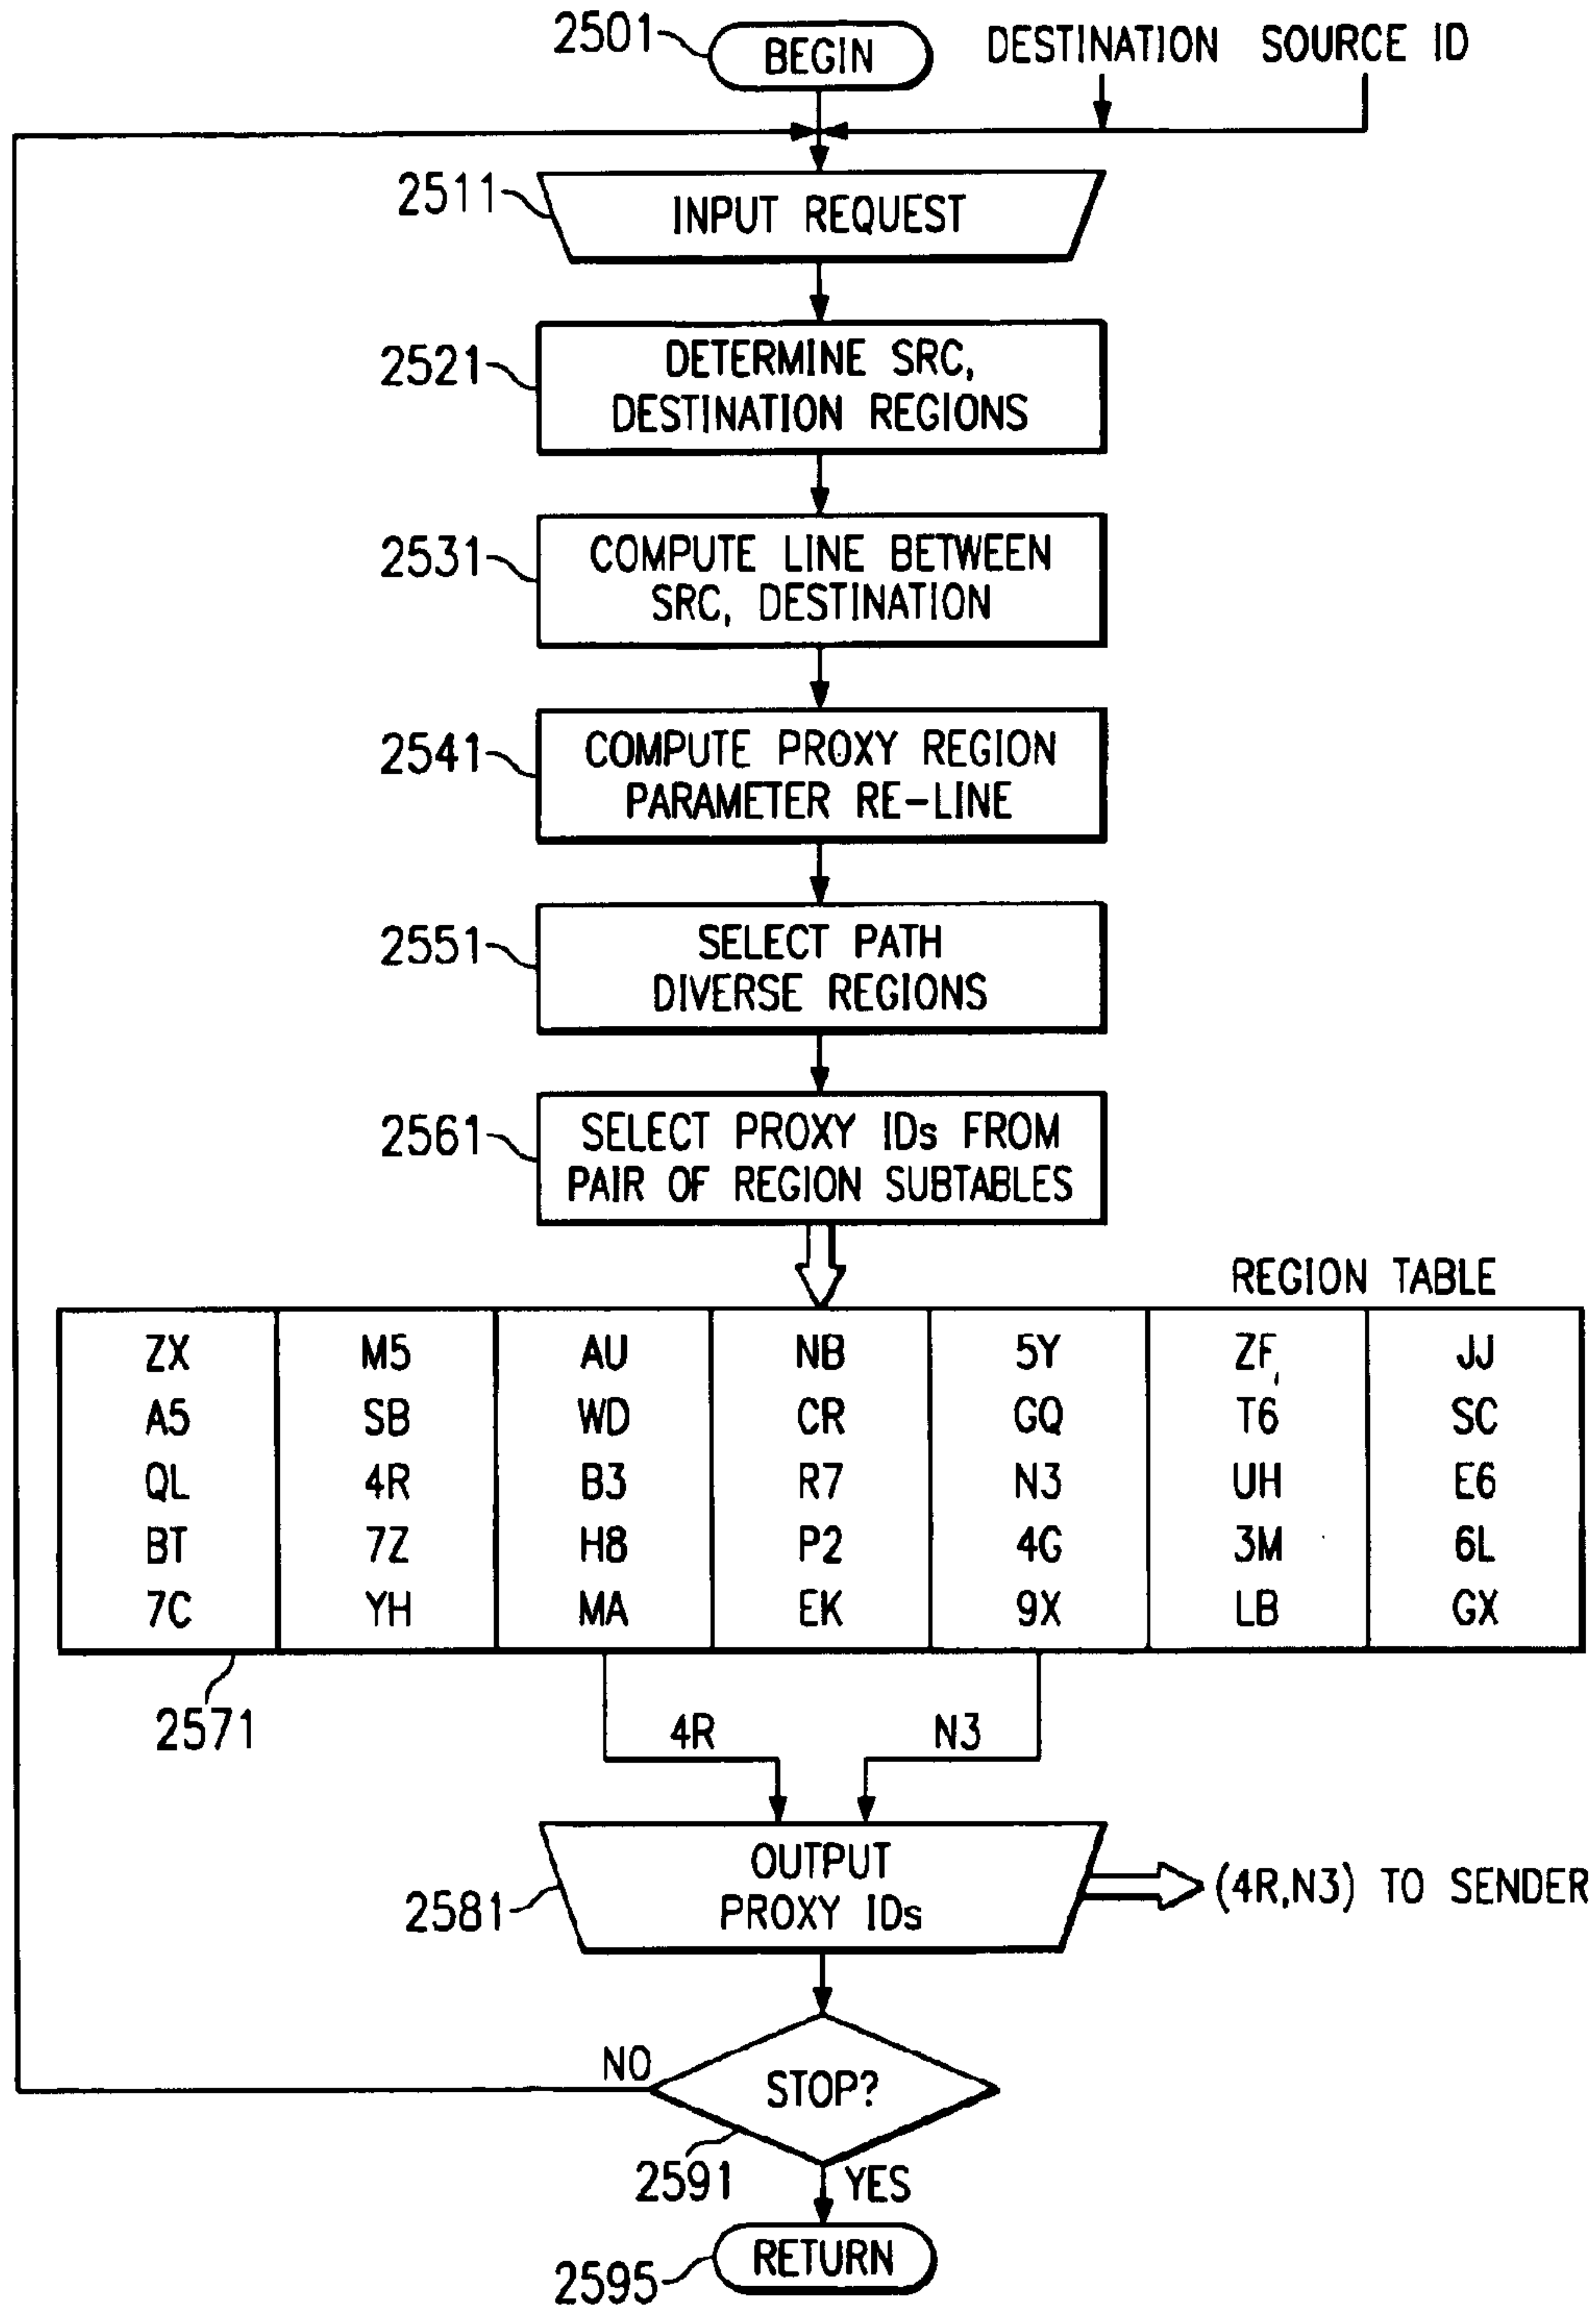 2501
BEGIN
DESTINATION SOURCE ID
2511
INPUT REQUEST
2521
DETERMINE SRC,
DESTINATION REGIONS
2531
COMPUTE LINE BETWEEN
SRC, DESTINATION
2541
COMPUTE PROXY REGION
PARAMETER RE-LINE
2551
SELECT PATH
DIVERSE REGIONS
2561
SELECT PROXY IDs FROM
PAIR OF REGION SUBTABLES
REGION TABLE
ZX M5 AU NB 5Y ZF JJ
A5 SB WD CR GQ T6 SC
QL 4R B3 R7 N3 UH E6
BT 7Z H8 P2 4G 3M 6L
7C YH MA EK 9X LB GX
2571
4R N3
2581
OUTPUT
PROXY IDs
(4R,N3) TO SENDER
NO
STOP?
2591
YES
RETURN
2595